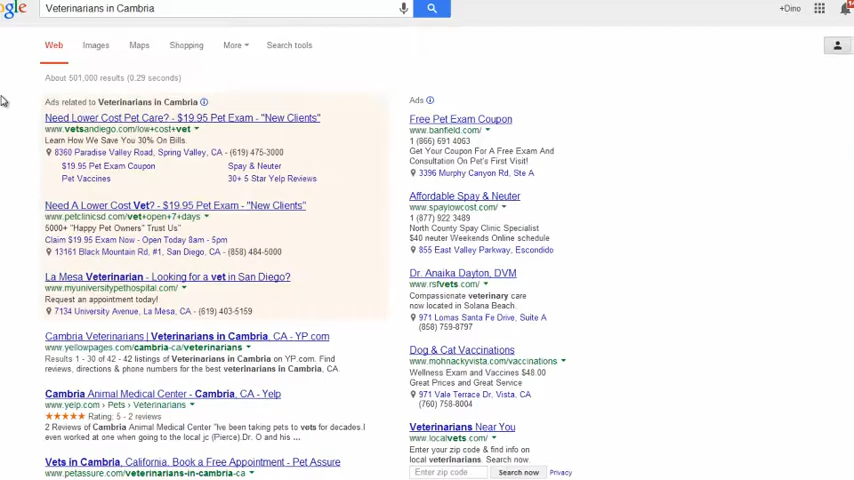 ogle
Veterinarians in Cambria
+Dino
Web Images Maps Shopping More Search tools
About 501,000 results (0.29 seconds)
Ads related to Veterinarians in Cambria
Need Lower Cost Pet Care? - $19.95 Pet Exam - "New Clients"
www.vetsandiego.com/low+cost+vet
Learn How We Save You 30% On Bills.
8360 Paradise Valley Road, Spring Valley, CA - (619) 475-3000
$19.95 Pet Exam Coupon Spay & Neuter
Pet Vaccines 30+ 5 Star Yelp Reviews
Need A Lower Cost Vet? - $19.95 Pet Exam - "New Clients"
www.petclinicsd.com/vet+open+7+days
5000+ "Happy Pet Owners" Trust Us"
Claim $19.95 Exam Now - Open Today 8am - 5pm
13161 Black Mountain Rd, #1, San Diego, CA - (858) 484-5000
La Mesa Veterinarian - Looking for a vet in San Diego?
www.myuniversitypethospital.com/
Request an appointment today!
7134 University Avenue, La Mesa, CA - (619) 403-5159
Cambria Veterinarians | Veterinarians in Cambria, CA - YP.com
www.yellowpages.com/cambria-ca/veterinarians
Results 1 - 30 of 42 - 42 listings of Veterinarians in Cambria on YP.com. Find
reviews, directions & phone numbers for the best veterinarians in Cambria, CA.
Cambria Animal Medical Center - Cambria, CA - Yelp
www.yelp.com › Pets › Veterinarians
Rating: 5 - 2 reviews
2 Reviews of Cambria Animal Medical Center "I've been taking pets to vets for decades.I
even worked at one when going to the local jc (Pierce).Dr. O and his ...
Vets in Cambria, California, Book a Free Appointment - Pet Assure
www.petassure.com/veterinarians-in-cambria-ca
Ads
Free Pet Exam Coupon
www.banfield.com/
1 (866) 691 4063
Get Your Coupon For A Free Exam and
Consultation On Pet's First Visit!
3396 Murphy Canyon Rd, Ste A
Affordable Spay & Neuter
www.spaylowcost.com/
1 (877) 922 3489
North County Spay Clinic Specialist
$40 neuter Weekends Online schedule
855 East Valley Parkway, Escondido
Dr. Anaika Dayton, DVM
www.rsfvets.com/
Compassionate veterinary care
now located in Solana Beach.
971 Lomas Santa Fe Drive, Suite A
(858) 759-8797
Dog & Cat Vaccinations
www.mohnackyvista.com/vaccinations
Wellness Exam and Vaccines $48.00
Great Prices and Great Service
971 Vale Terrace Dr, Vista, CA
(760) 758-8004
Veterinarians Near You
www.localvets.com/
Enter your zipcode & find info on
local veterinarians.
Enter zip code Search now Privacy